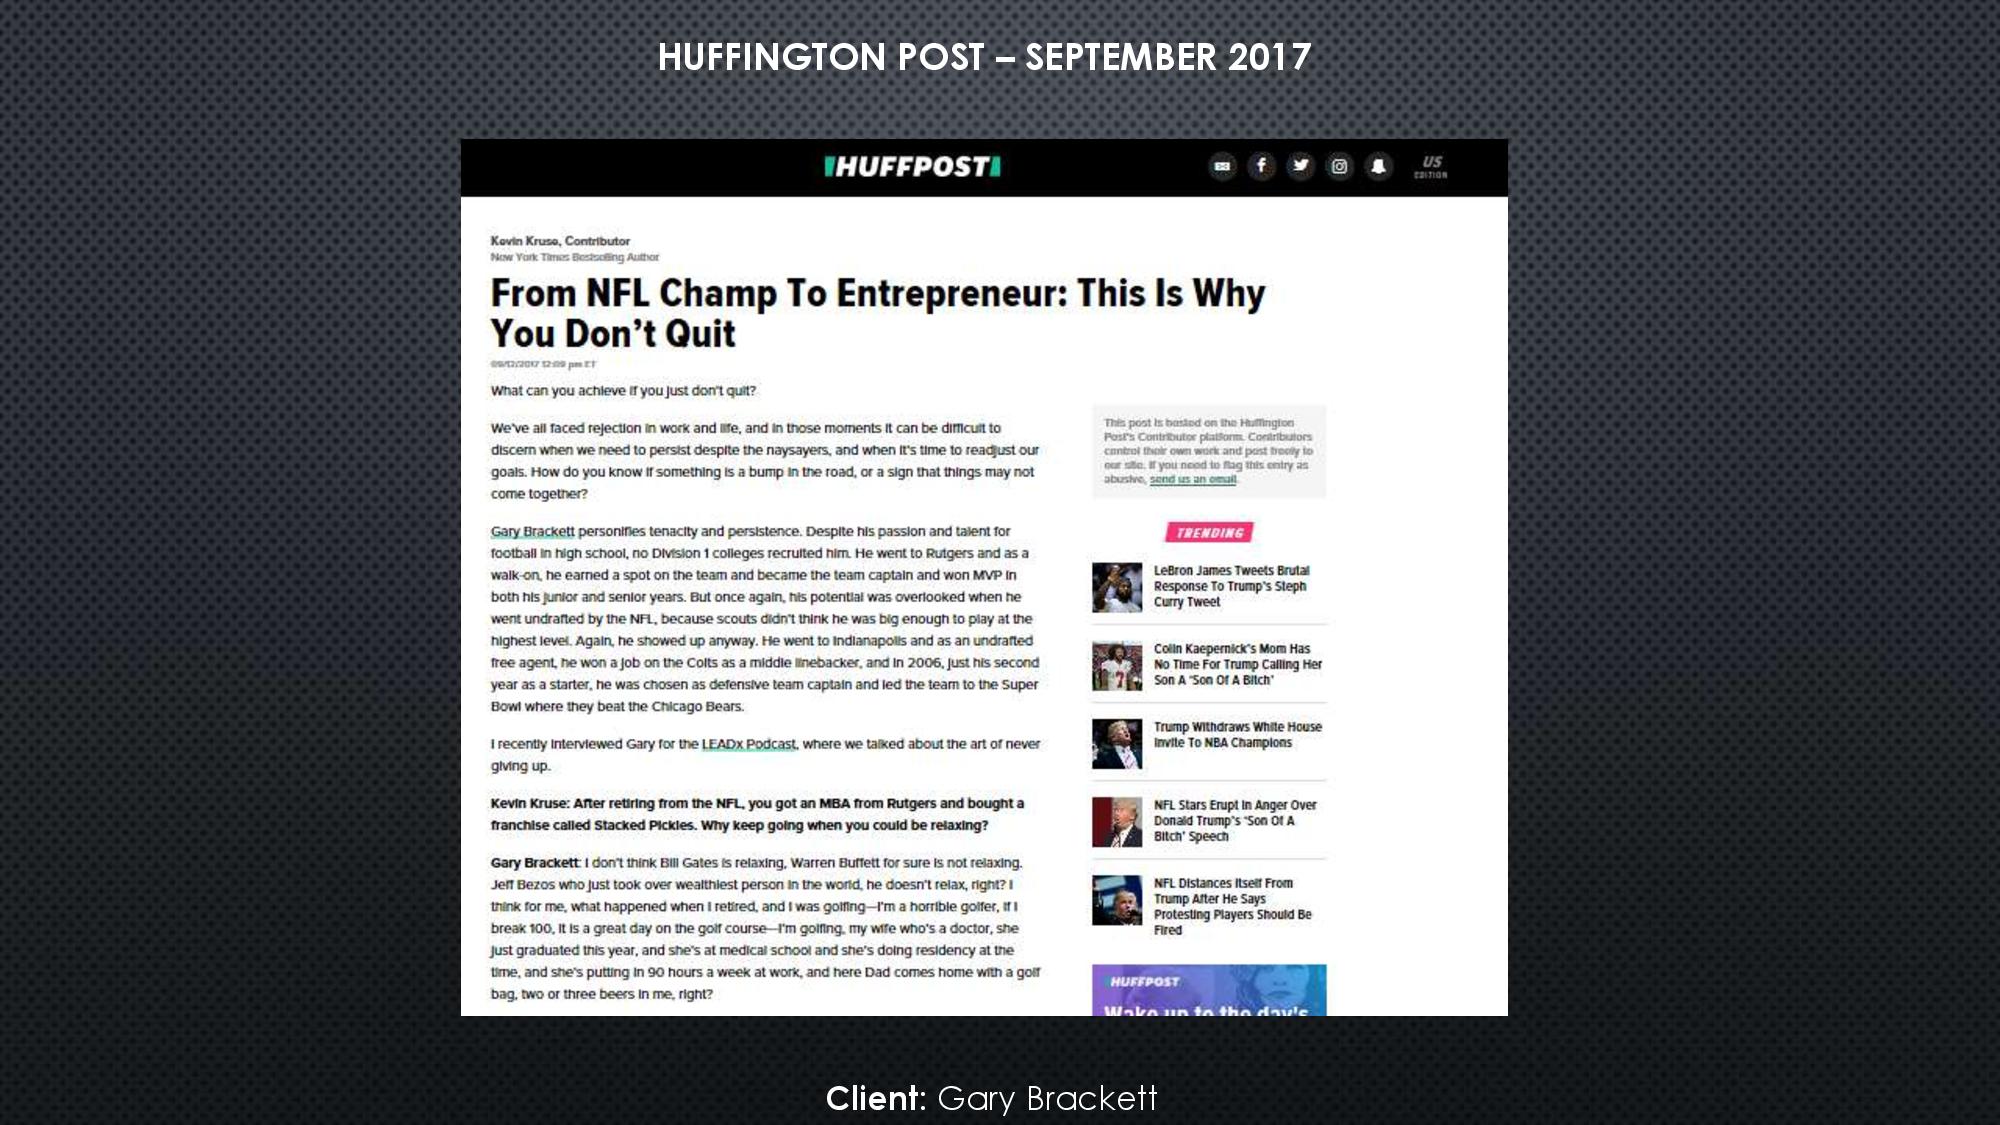 HUFFINGTON POST – SEPTEMBER 2017
HUFFPOST
US
EDITION
Kevin Kruse, Contributor
New York Times Bestselling Author
From NFL Champ To Entrepreneur: This Is Why
You Don't Quit
09/12/2017 12:09 pm ET
What can you achieve if you just don't quit?
We've all faced rejection in work and life, and in those moments it can be difficult to
discern when we need to persist despite the naysayers, and when it's time to readjust our
goals. How do you know if something is a bump in the road, or a sign that things may not
come together?
Gary Brackett personifies tenacity and persistence. Despite his passion and talent for
football in high school, no Division 1 colleges recruited him. He went to Rutgers and as a
walk-on, he earned a spot on the team and became the team captain and won MVP in
both his junior and senior years. But once again, his potential was overlooked when he
went undrafted by the NFL, because scouts didn't think he was big enough to play at the
highest level. Again, he showed up anyway. He went to Indianapolis and as an undrafted
free agent, he won a job on the Colts as a middle linebacker, and in 2006, just his second
year as a starter, he was chosen as defensive team captain and led the team to the Super
Bowl where they beat the Chicago Bears.
I recently interviewed Gary for the LEADx Podcast, where we talked about the art of never
giving up.
Kevin Kruse: After retiring from the NFL, you got an MBA from Rutgers and bought a
franchise called Stacked Pickles. Why keep going when you could be relaxing?
Gary Brackett: I don't think Bill Gates is relaxing, Warren Buffett for sure is not relaxing.
Jeff Bezos who just took over wealthiest person in the world, he doesn't relax, right? I
think for me, what happened when I retired, and I was golfing—I'm a horrible golfer, if I
break 100, it is a great day on the golf course—I'm golfing, my wife who's a doctor, she
just graduated this year, and she's at medical school and she's doing residency at the
time, and she's putting in 90 hours a week at work, and here Dad comes home with a golf
bag, two or three beers in me, right?
This post is hosted on the Huffington
Post's Contributor platform. Contributors
control their own work and post freely to
our site. If you need to flag this entry as
abusive, send us an email.
TRENDING
LeBron James Tweets Brutal
Response To Trump's Steph
Curry Tweet
Colin Kaepernick's Mom Has
No Time For Trump Calling Her
Son A 'Son Of A Bitch'
Trump Withdraws White House
Invite To NBA Champions
NFL Stars Erupt In Anger Over
Donald Trump's 'Son Of A
Bitch' Speech
NFL Distances Itself From
Trump After He Says
Protesting Players Should Be
Fired
HUFFPOST
Wake up to the day's
Client: Gary Brackett